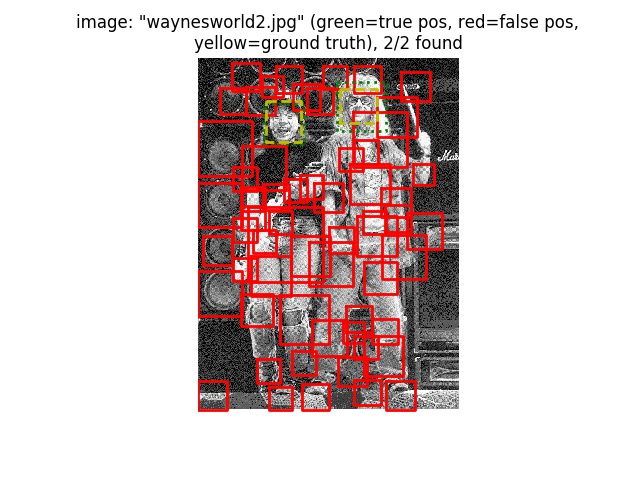 image: "waynesworld2.jpg" (green=true pos, red=false pos,
yellow=ground truth), 2/2 found